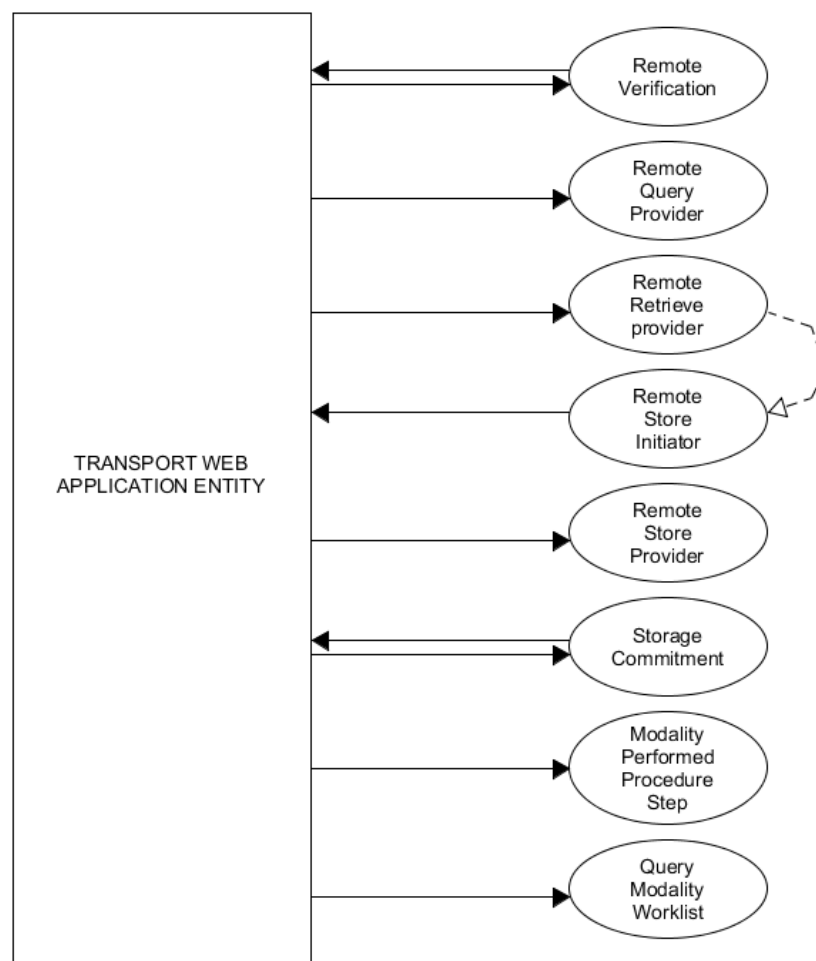 Remote
Verification
Remote
Query
Provider
Remote
Retrieve
provider
Remote
Store
Initiator
TRANSPORT WEB
APPLICATION ENTITY
Remote
Store
Provider
Storage
Commitment
Modality
Performed
Procedure
Step
Query
Modality
Worklist